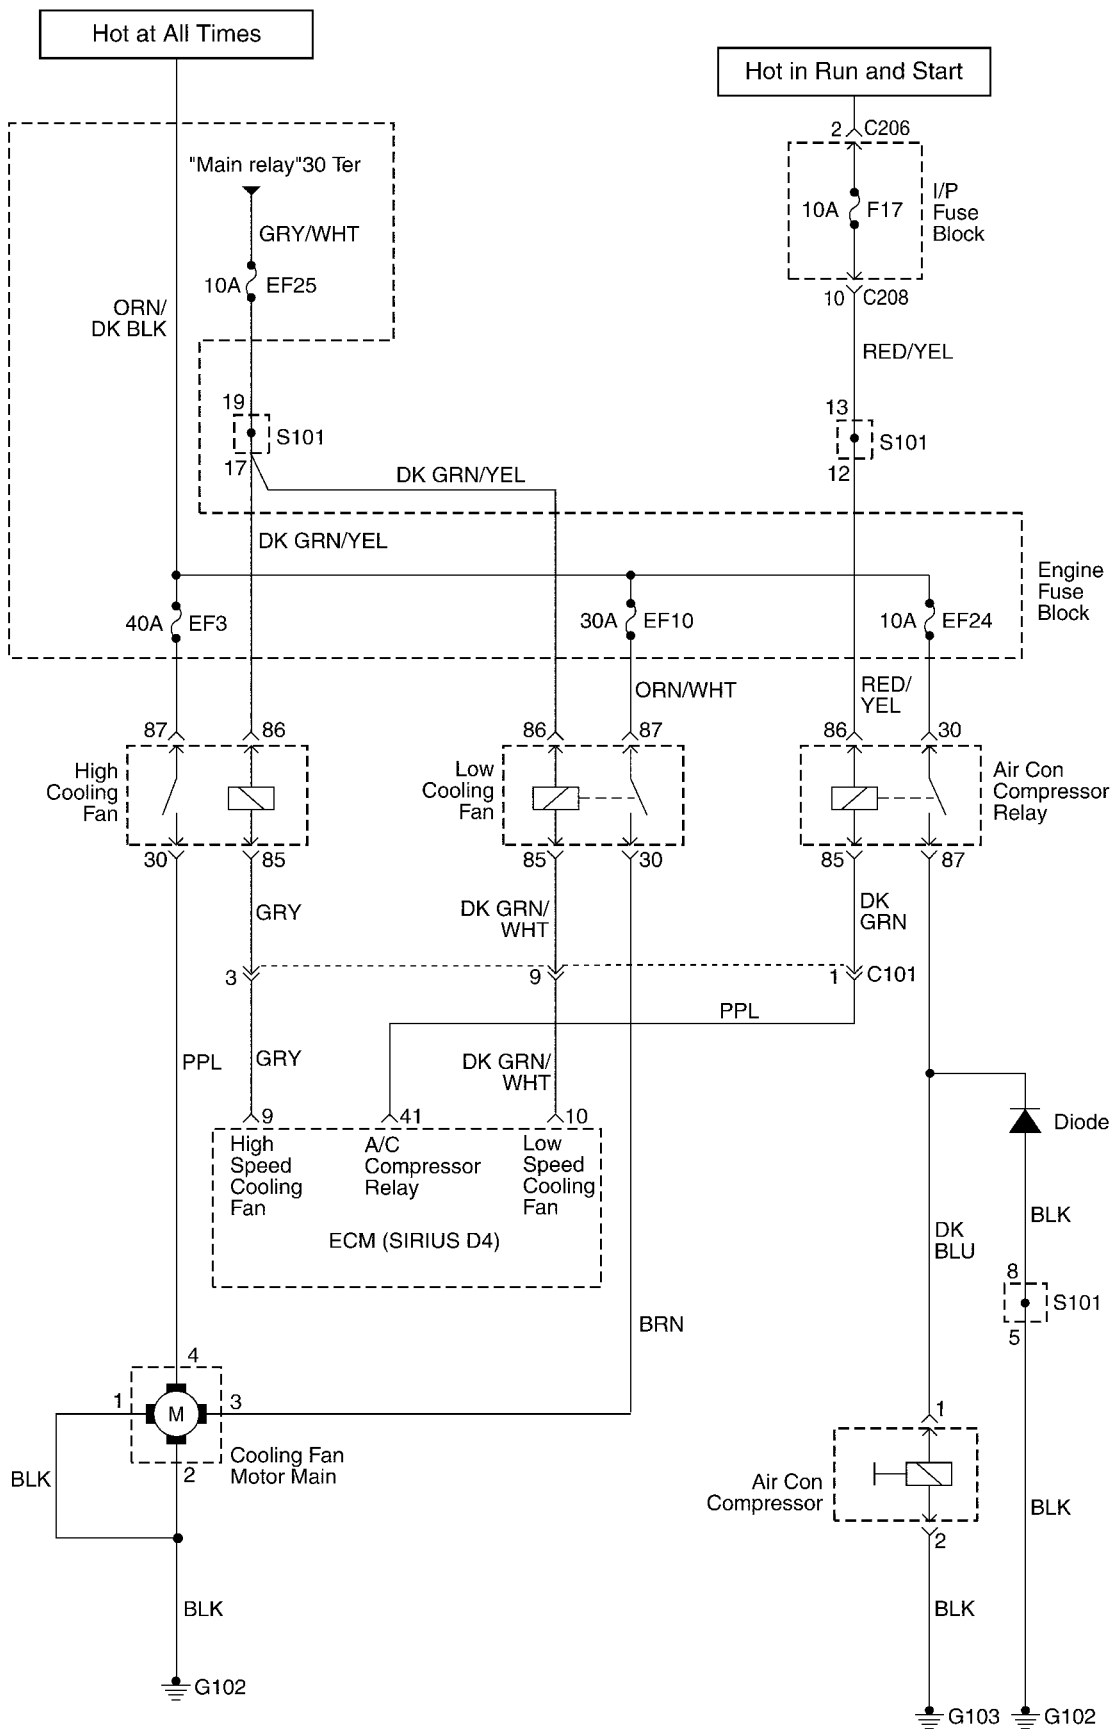 Hot at All Times
Hot in Run and Start
2 C206
"Main relay"30 Ter
10A F17
I/P
Fuse
Block
GRY/WHT
10A EF25
10 C208
ORN/
DK BLK
RED/YEL
19
S101
17
13
S101
12
DK GRN/YEL
DK GRN/YEL
Engine
Fuse
Block
40A EF3
30A EF10
10A EF24
ORN/WHT
RED/
YEL
87
86
86
87
86
30
High
Cooling
Fan
Low
Cooling
Fan
Air Con
Compressor
Relay
30
85
85
30
85
87
GRY
DK GRN/
WHT
DK
GRN
3
9
1 C101
PPL
PPL
GRY
DK GRN/
WHT
9
41
10
High
Speed
Cooling
Fan
A/C
Compressor
Relay
Low
Speed
Cooling
Fan
ECM (SIRIUS D4)
Diode
BLK
DK
BLU
8
S101
5
BRN
4
1
M
3
2
Cooling Fan
Motor Main
BLK
1
Air Con
Compressor
2
BLK
BLK
BLK
G102
G103
G102